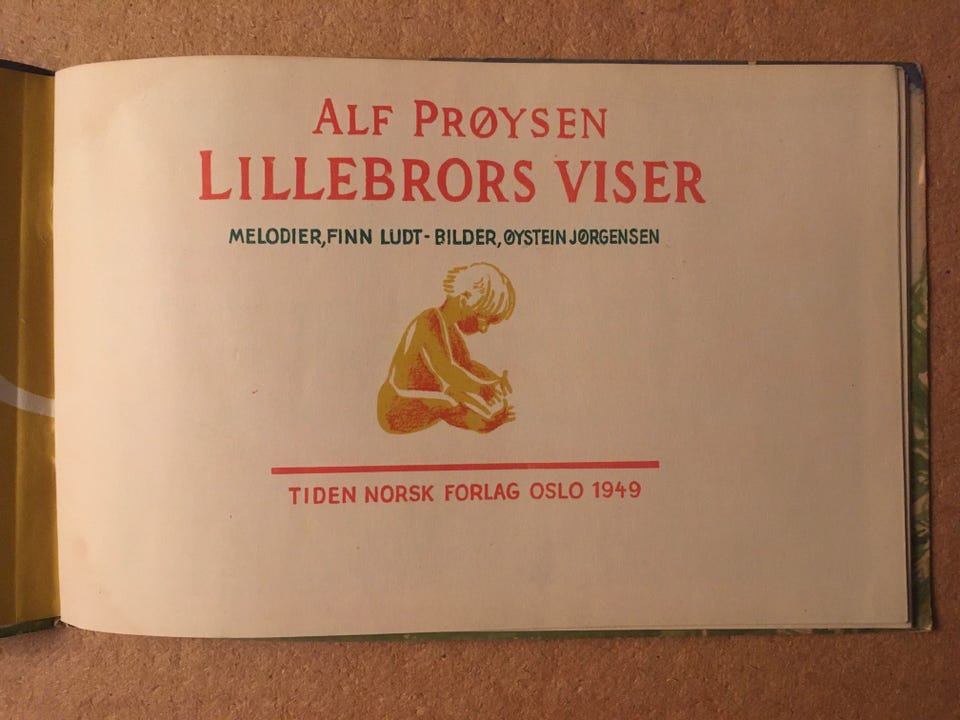 ALF PRØYSEN
LILLEBRORS VISER
MELODIER, FINN LUDT - BILDER, ØYSTEIN JØRGENSEN
TIDEN NORSK FORLAG OSLO 1949